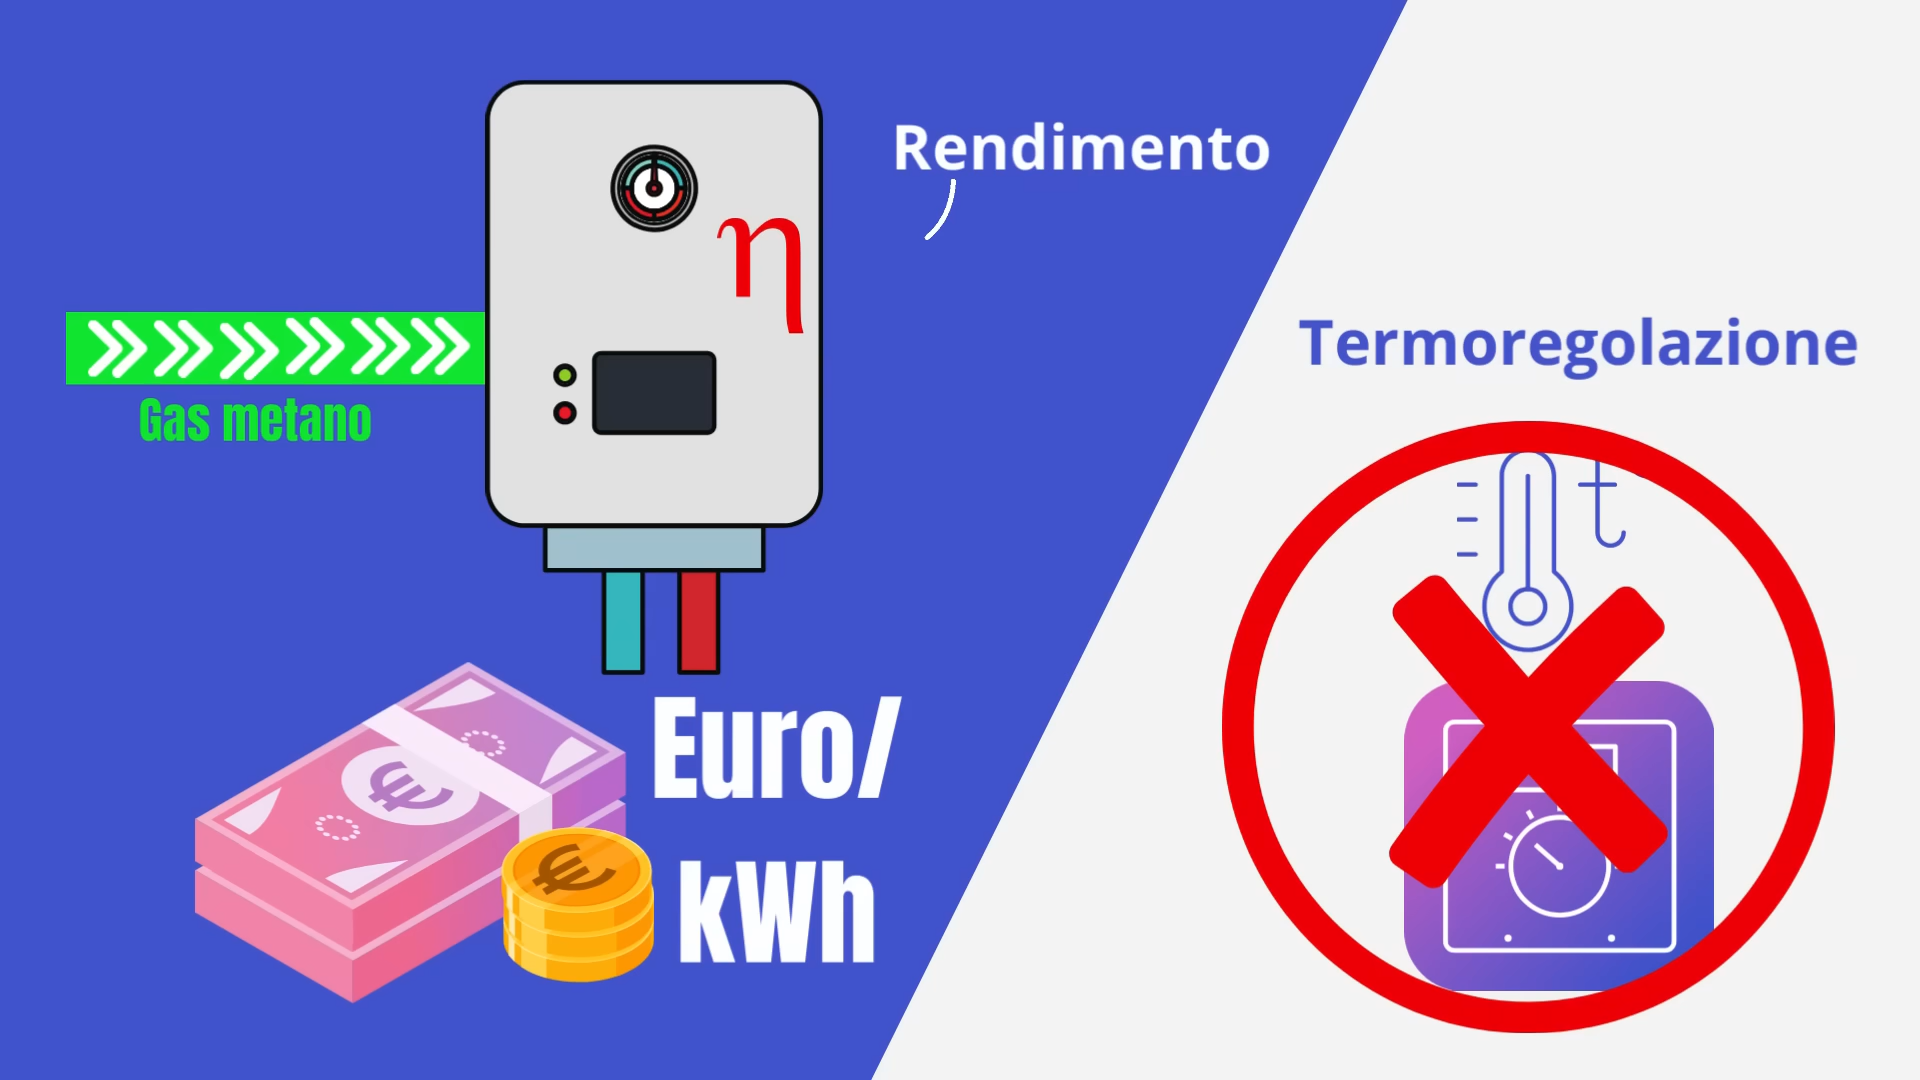 Rendimento
η
Gas metano
Termoregolazione
t
Euro/
kWh
€
€